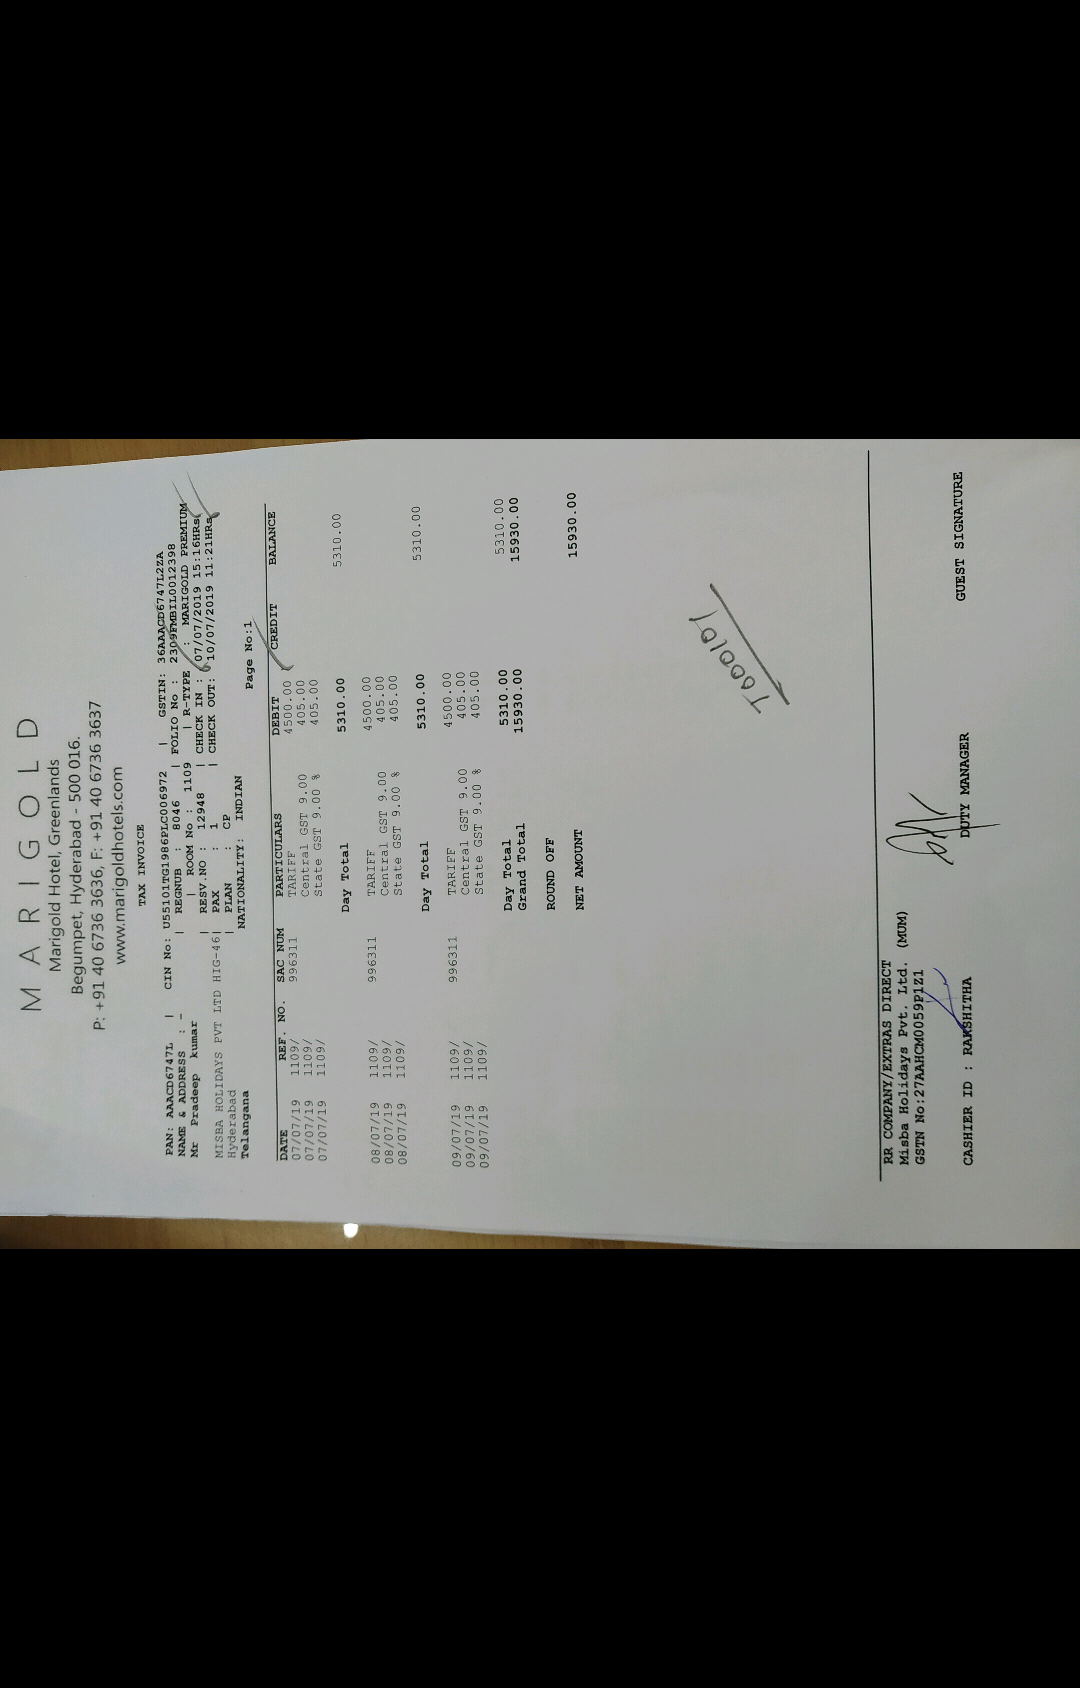 MARIGOLD
Marigold Hotel, Greenlands
Begumpet, Hyderabad - 500 016.
P: +91 40 6736 3636, F: +91 40 6736 3637
www.marigoldhotels.com
TAX INVOICE
PAN: AAACD6747L | CIN No: U55101TG1986PLC006972 | GSTIN: 36AAACD6747L2ZA
NAME & ADDRESS : - | REGNUB : 8046 | FOLIO No : 2309FMBIL0012398
Mr Pradeep kumar | ROOM No : 1109 | R-TYPE : MARIGOLD PREMIUM
| RESV.NO : 12948 | CHECK IN : 07/07/2019 15:16HRs
MISBA HOLIDAYS PVT LTD HIG-46| PAX : 1 | CHECK OUT: 10/07/2019 11:21HRs
Hyderabad | PLAN : CP
Telangana NATIONALITY: INDIAN
Page No:1
DATE REF. NO. SAC NUM PARTICULARS DEBIT CREDIT BALANCE
07/07/19 1109/ 996311 TARIFF 4500.00
07/07/19 1109/ Central GST 9.00 405.00
07/07/19 1109/ State GST 9.00 % 405.00
Day Total 5310.00 5310.00
08/07/19 1109/ 996311 TARIFF 4500.00
08/07/19 1109/ Central GST 9.00 405.00
08/07/19 1109/ State GST 9.00 % 405.00
Day Total 5310.00 5310.00
09/07/19 1109/ 996311 TARIFF 4500.00
09/07/19 1109/ Central GST 9.00 405.00
09/07/19 1109/ State GST 9.00 % 405.00
Day Total 5310.00 5310.00
Grand Total 15930.00 15930.00
ROUND OFF
NET AMOUNT 15930.00
RR COMPANY/EXTRAS DIRECT
Misba Holidays Pvt. Ltd. (MUM)
GSTN No:27AAHCM0059P1Z1
CASHIER ID : RAKSHITHA DUTY MANAGER GUEST SIGNATURE